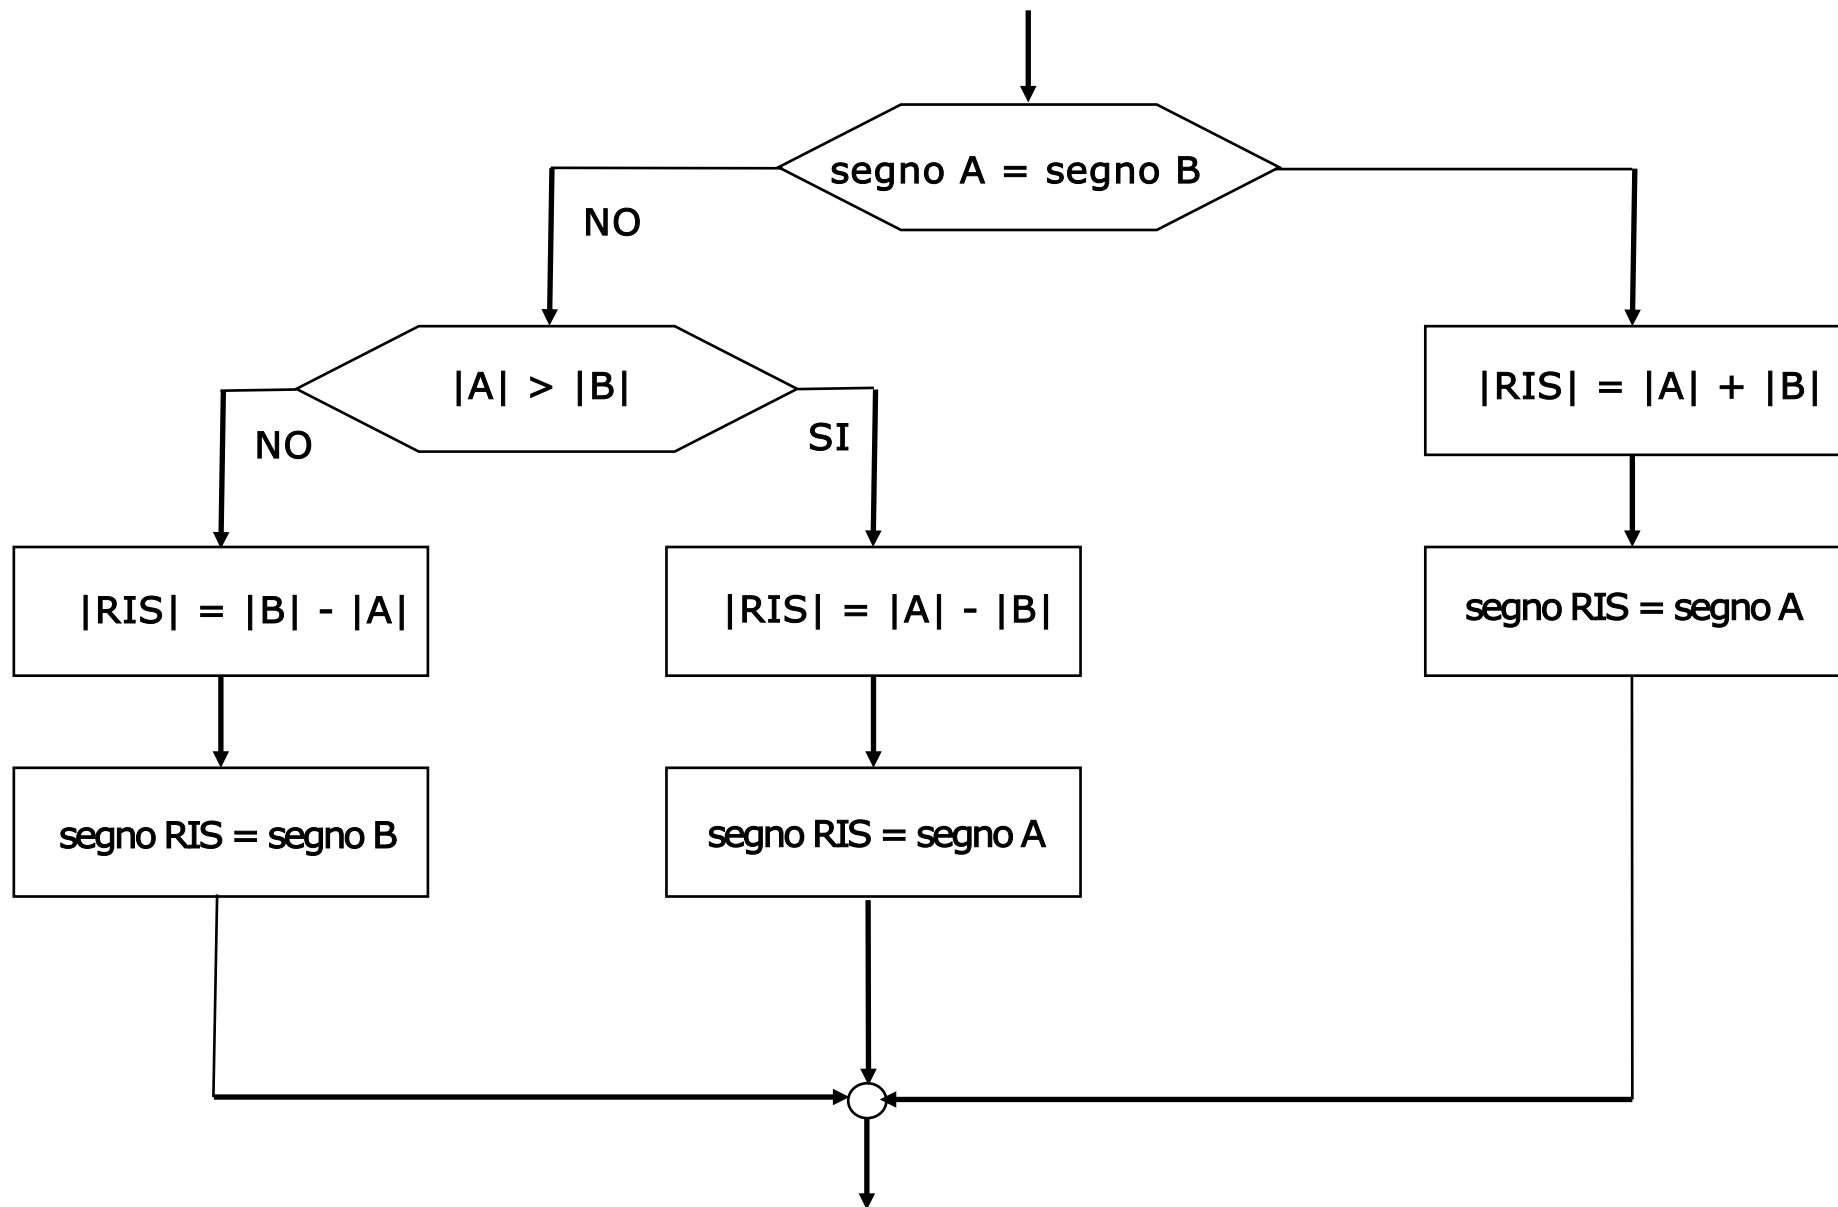 segno A = segno B
NO
|A| > |B|
|RIS| = |A| + |B|
NO
SI
|RIS| = |B| - |A|
|RIS| = |A| - |B|
segno RIS = segno A
segno RIS = segno B
segno RIS = segno A